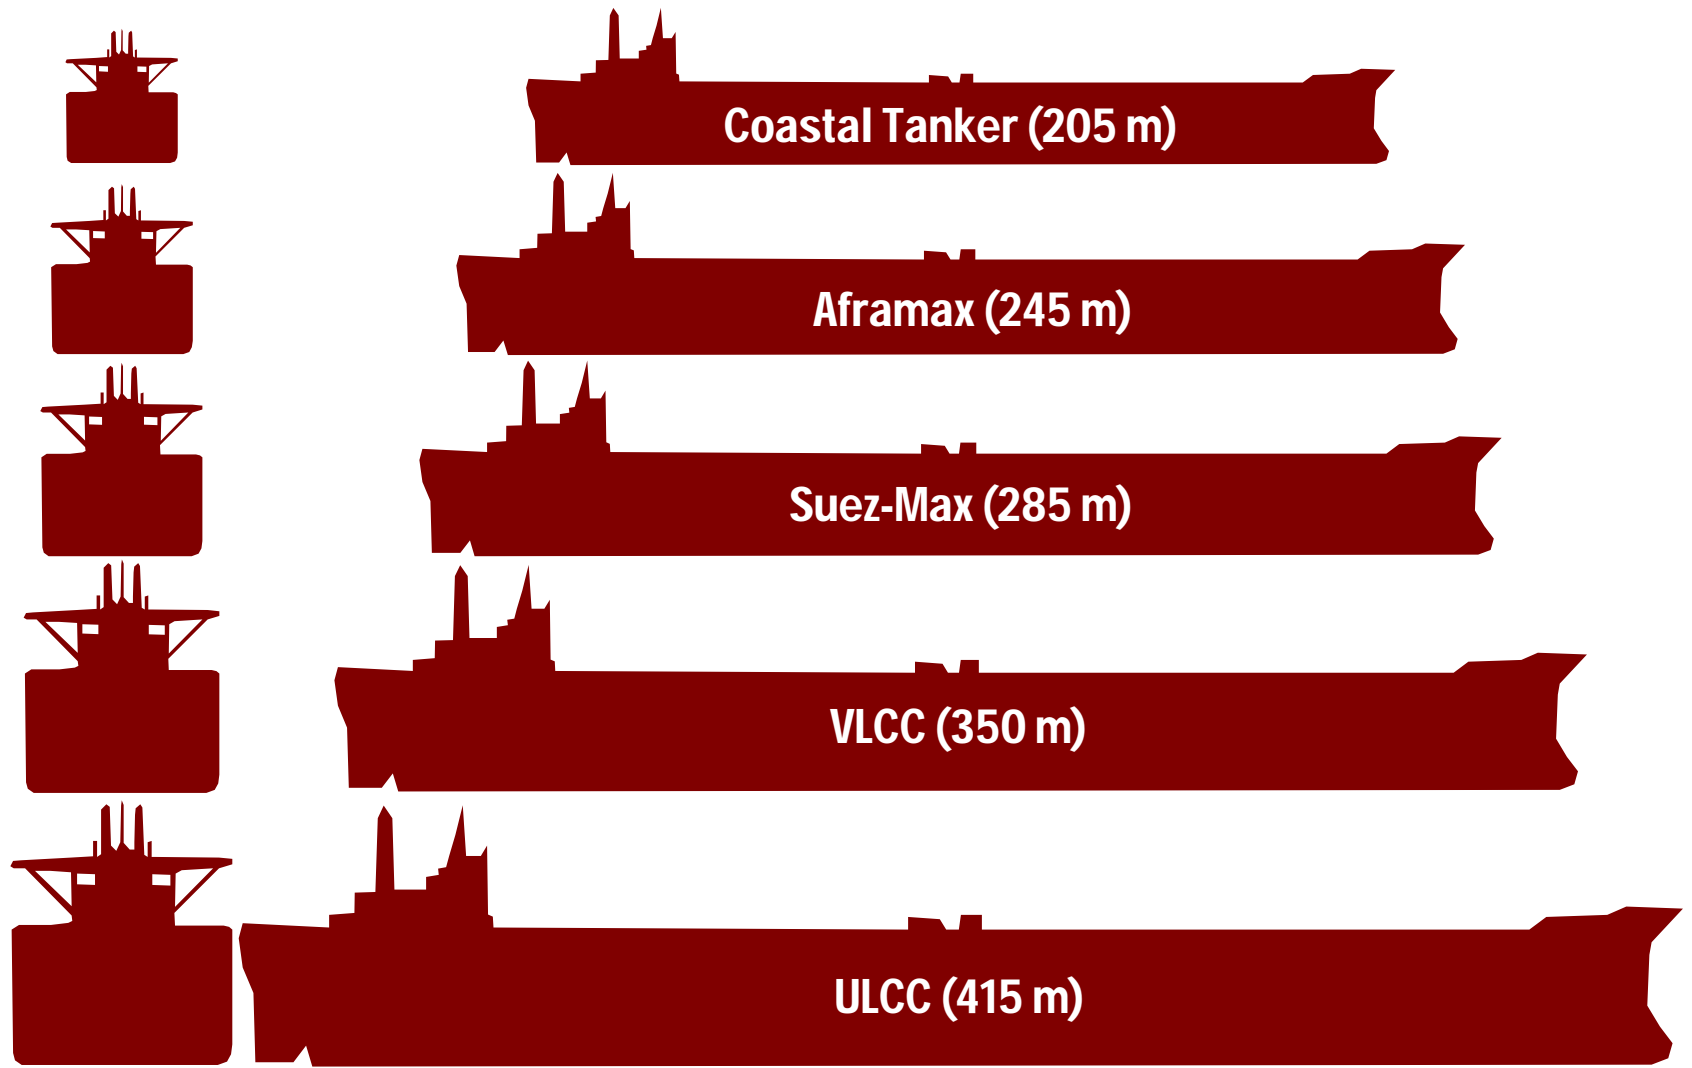 Coastal Tanker (205 m)
Aframax (245 m)
Suez-Max (285 m)
VLCC (350 m)
ULCC (415 m)